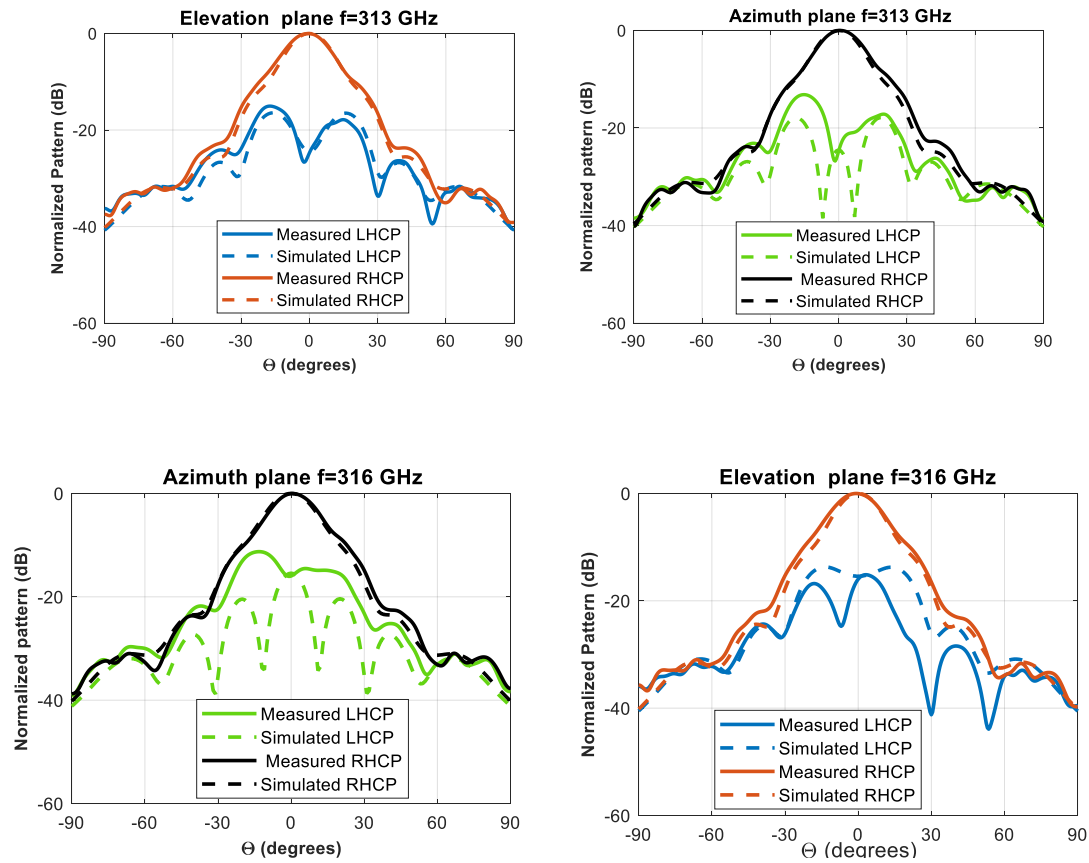 Elevation  plane f=313 GHz
Normalized Pattern (dB)
0
-20
-40
-60
-90
-60
-30
0
30
60
90
Θ (degrees)
Measured LHCP
Simulated LHCP
Measured RHCP
Simulated RHCP
Azimuth plane f=313 GHz
Normalized pattern (dB)
0
-20
-40
-60
-90
-60
-30
0
30
60
90
Θ (degrees)
Measured LHCP
Simulated LHCP
Measured RHCP
Simulated RHCP
Azimuth plane f=316 GHz
Normalized pattern (dB)
0
-20
-40
-60
-90
-60
-30
0
30
60
90
Θ (degrees)
Measured LHCP
Simulated LHCP
Measured RHCP
Simulated RHCP
Elevation  plane f=316 GHz
Normalized Pattern (dB)
0
-20
-40
-60
-90
-60
-30
0
30
60
90
Θ (degrees)
Measured LHCP
Simulated LHCP
Measured RHCP
Simulated RHCP